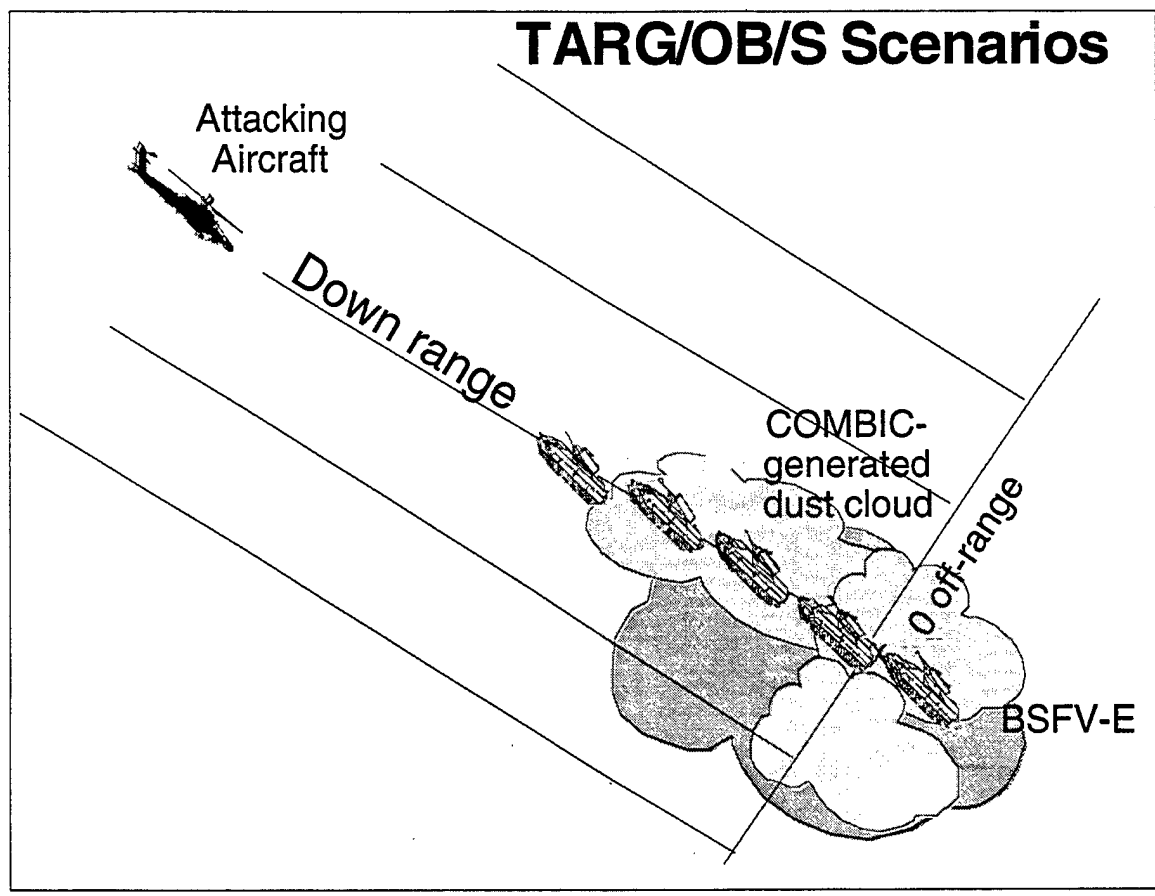 TARG/OB/S Scenarios
Attacking
Aircraft
Down range
COMBIC-
generated
dust cloud
0 off-range
BSFV-E